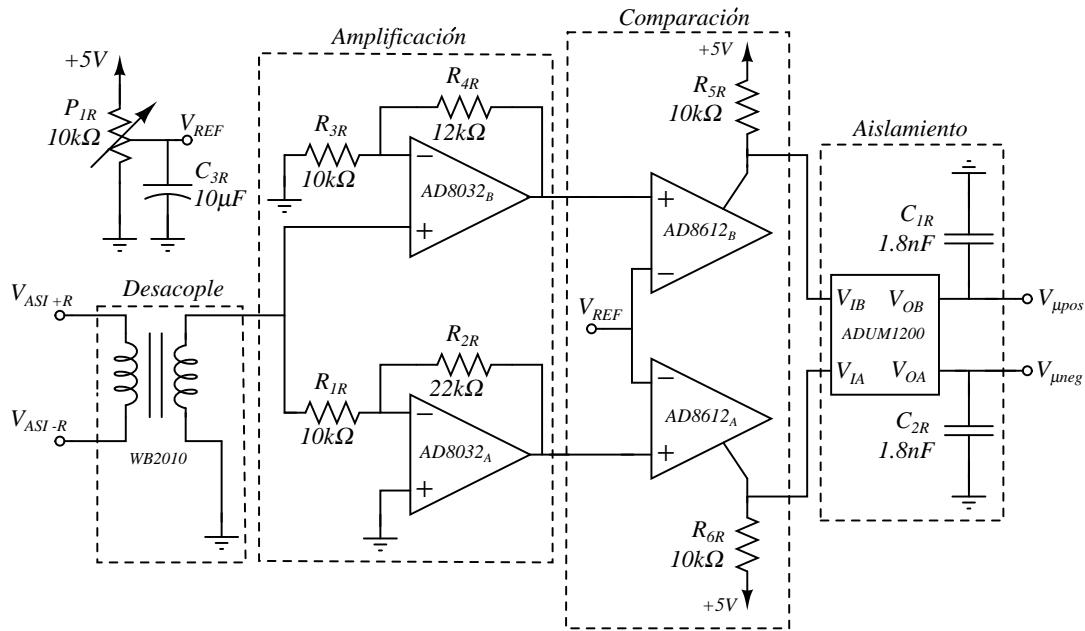 Comparación
Amplificación
+5V
P1R
10kΩ
VREF
C3R
10μF
R4R
12kΩ
R3R
10kΩ
−
AD8032B
+
+5V
R5R
10kΩ
Aislamiento
+
AD8612B
−
C1R
1.8nF
VASI+R
Desacople
VREF
VIB
VOB
Vμpos
ADUM1200
VIA
VOA
Vμneg
R2R
22kΩ
R1R
10kΩ
−
AD8032A
+
−
AD8612A
+
C2R
1.8nF
VASI-R
WB2010
R6R
10kΩ
+5V